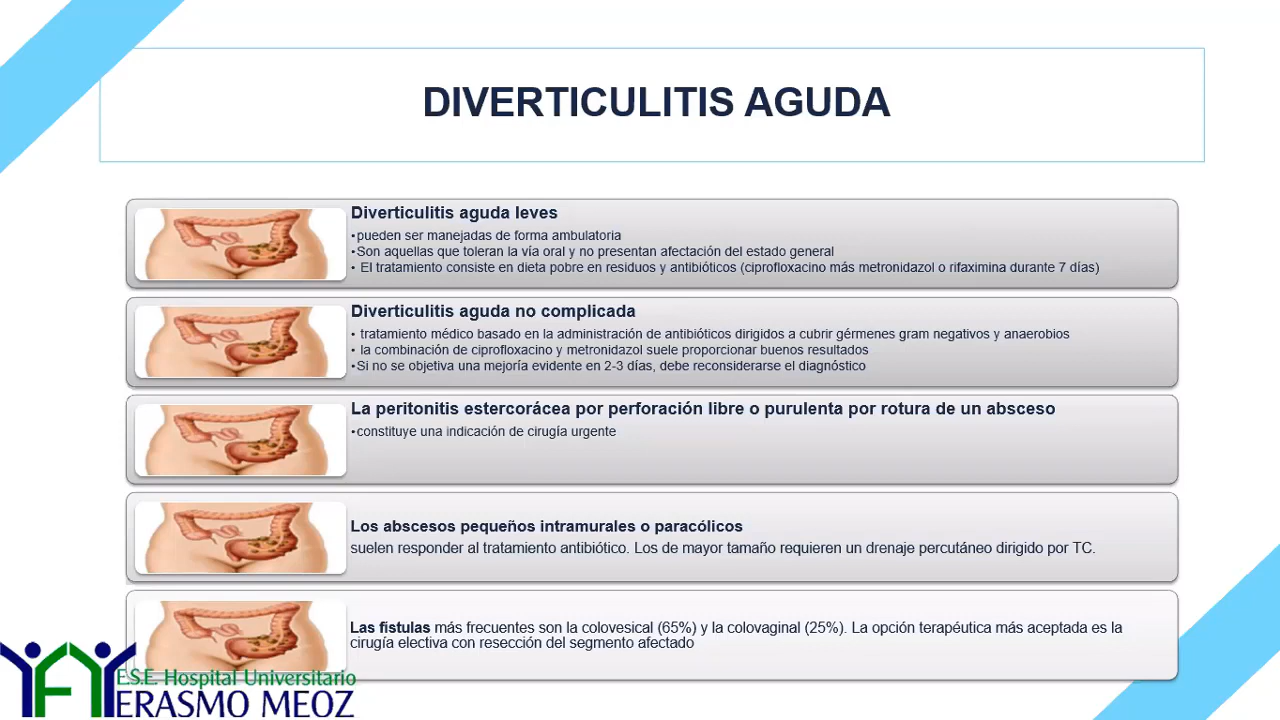 DIVERTICULITIS AGUDA
Diverticulitis aguda leves
•pueden ser manejadas de forma ambulatoria
•Son aquellas que toleran la vía oral y no presentan afectación del estado general
• El tratamiento consiste en dieta pobre en residuos y antibióticos (ciprofloxacino más metronidazol o rifaximina durante 7 días)
Diverticulitis aguda no complicada
• tratamiento médico basado en la administración de antibióticos dirigidos a cubrir gérmenes gram negativos y anaerobios
• la combinación de ciprofloxacino y metronidazol suele proporcionar buenos resultados
•Si no se objetiva una mejoría evidente en 2-3 días, debe reconsiderarse el diagnóstico
La peritonitis estercorácea por perforación libre o purulenta por rotura de un absceso
•constituye una indicación de cirugía urgente
Los abscesos pequeños intramurales o paracólicos
suelen responder al tratamiento antibiótico. Los de mayor tamaño requieren un drenaje percutáneo dirigido por TC.
Las fístulas más frecuentes son la colovesical (65%) y la colovaginal (25%). La opción terapéutica más aceptada es la
cirugía electiva con resección del segmento afectado
E.S.E. Hospital Universitario
ERASMO MEOZ